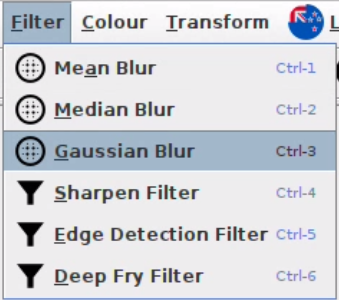 Filter Colour Transform L
Mean Blur Ctrl-1
Median Blur Ctrl-2
Gaussian Blur Ctrl-3
Sharpen Filter Ctrl-4
Edge Detection Filter Ctrl-5
Deep Fry Filter Ctrl-6